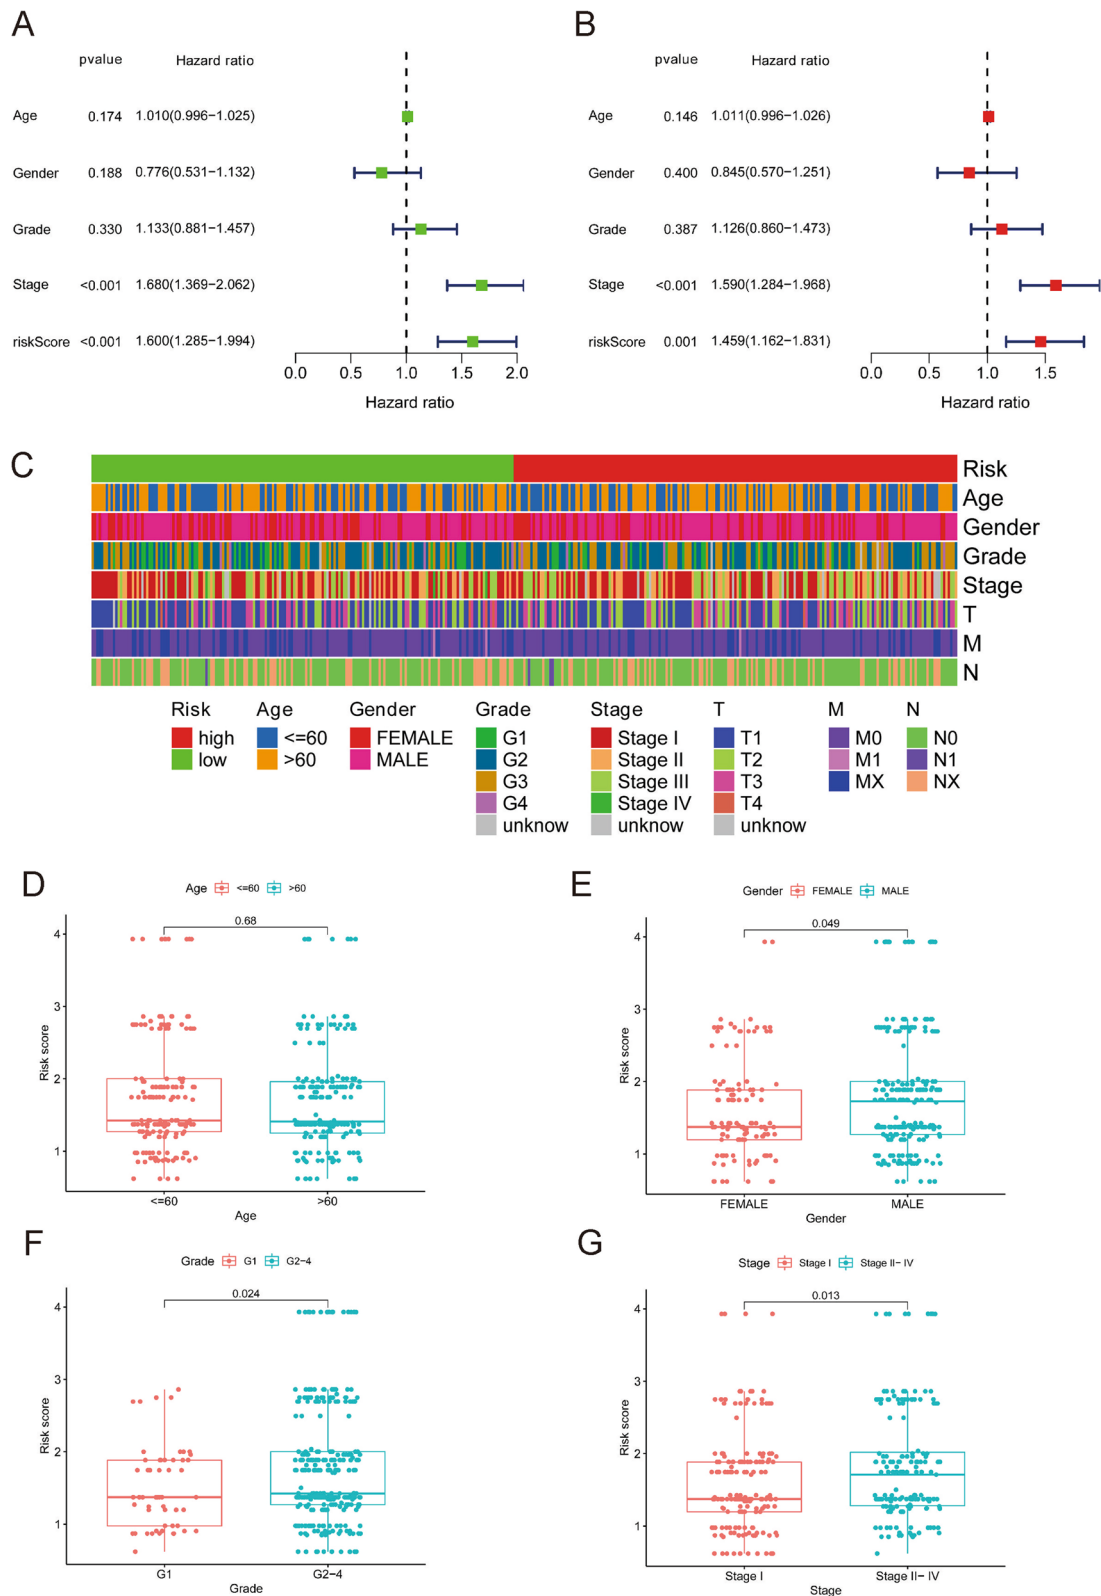 A
pvalue Hazard ratio
Age 0.174 1.010(0.996−1.025)
Gender 0.188 0.776(0.531−1.132)
Grade 0.330 1.133(0.881−1.457)
Stage <0.001 1.680(1.369−2.062)
riskScore <0.001 1.600(1.285−1.994)
0.0 0.5 1.0 1.5 2.0
Hazard ratio
B
pvalue Hazard ratio
Age 0.146 1.011(0.996−1.026)
Gender 0.400 0.845(0.570−1.251)
Grade 0.387 1.126(0.860−1.473)
Stage <0.001 1.590(1.284−1.968)
riskScore 0.001 1.459(1.162−1.831)
0.0 0.5 1.0 1.5
Hazard ratio
C
Risk
Age
Gender
Grade
Stage
T
M
N
Risk Age Gender Grade Stage T M N
high <=60 FEMALE G1 Stage I T1 M0 N0
low >60 MALE G2 Stage II T2 M1 N1
G3 Stage III T3 MX NX
G4 Stage IV T4
unknow unknow unknow
D
Age <=60 >60
0.68
4
3
2
1
Risk score
<=60 >60
Age
E
Gender FEMALE MALE
0.049
4
3
2
1
Risk score
FEMALE MALE
Gender
F
Grade G1 G2−4
0.024
4
3
2
1
Risk score
G1 G2−4
Grade
G
Stage Stage I Stage II− IV
0.013
4
3
2
1
Risk score
Stage I Stage II− IV
Stage